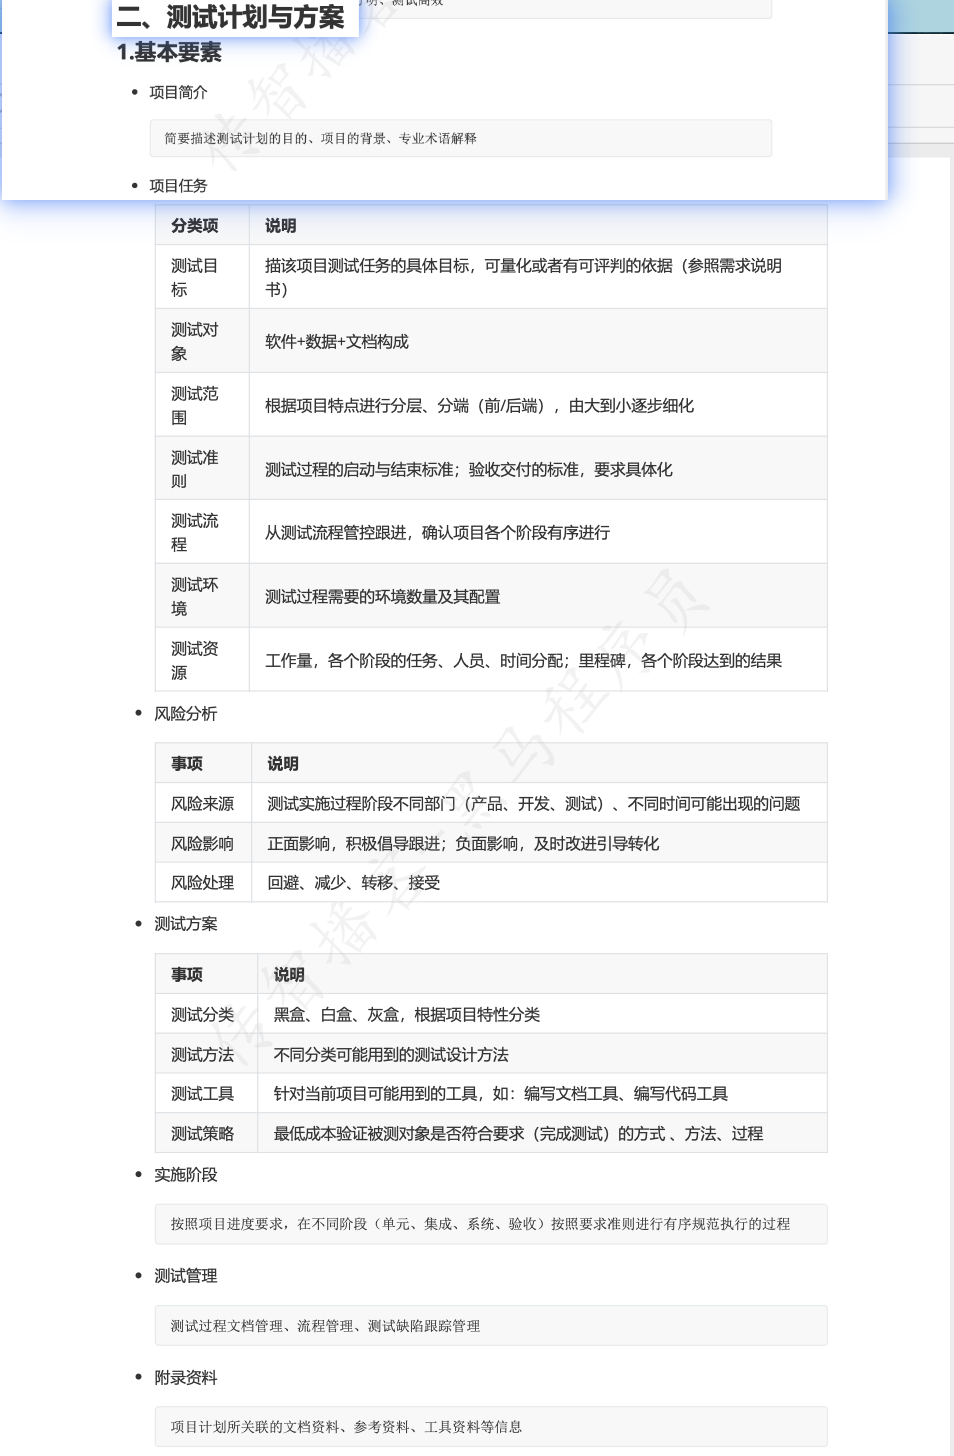 明、测试高效
二、测试计划与方案
1.基本要素
• 项目简介
简要描述测试计划的目的、项目的背景、专业术语解释
• 项目任务
分类项 说明
测试目标 描该项目测试任务的具体目标，可量化或者有可评判的依据（参照需求说明
书）
测试对象 软件+数据+文档构成
测试范围 根据项目特点进行分层、分端（前/后端），由大到小逐步细化
测试准则 测试过程的启动与结束标准；验收交付的标准，要求具体化
测试流程 从测试流程管控跟进，确认项目各个阶段有序进行
测试环境 测试过程需要的环境数量及其配置
测试资源 工作量，各个阶段的任务、人员、时间分配；里程碑，各个阶段达到的结果
• 风险分析
事项 说明
风险来源 测试实施过程阶段不同部门（产品、开发、测试）、不同时间可能出现的问题
风险影响 正面影响，积极倡导跟进；负面影响，及时改进引导转化
风险处理 回避、减少、转移、接受
• 测试方案
事项 说明
测试分类 黑盒、白盒、灰盒，根据项目特性分类
测试方法 不同分类可能用到的测试设计方法
测试工具 针对当前项目可能用到的工具，如：编写文档工具、编写代码工具
测试策略 最低成本验证被测对象是否符合要求（完成测试）的方式 、方法、过程
• 实施阶段
按照项目进度要求，在不同阶段（单元、集成、系统、验收）按照要求准则进行有序规范执行的过程
• 测试管理
测试过程文档管理、流程管理、测试缺陷跟踪管理
• 附录资料
项目计划所关联的文档资料、参考资料、工具资料等信息
传智播
传智播客-黑马程序员